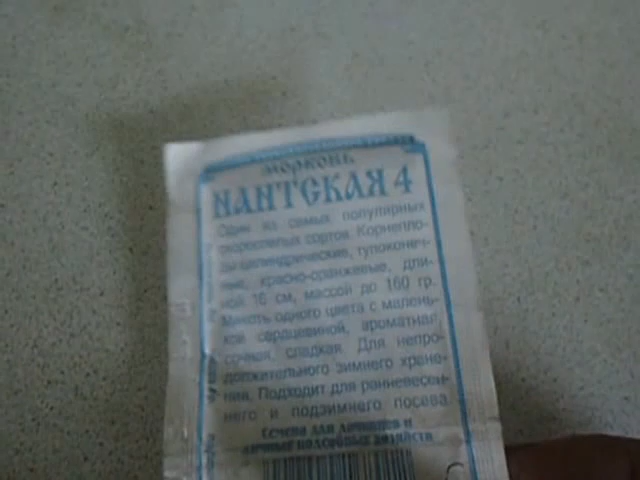 морковь
НАНТСКАЯ 4
Один из самых популярных
скороспелых сортов. Корнепло-
ды цилиндрические, тупоконеч-
ные, красно-оранжевые, дли-
ной 16 см, массой до 160 гр.
Мякоть одного цвета с малень-
кой сердцевиной, ароматная,
сочная, сладкая. Для непро-
должительного зимнего хране-
ния. Подходит для ранневесен-
него и подзимнего посева.
Семена для дачников и
личных подсобных хозяйств